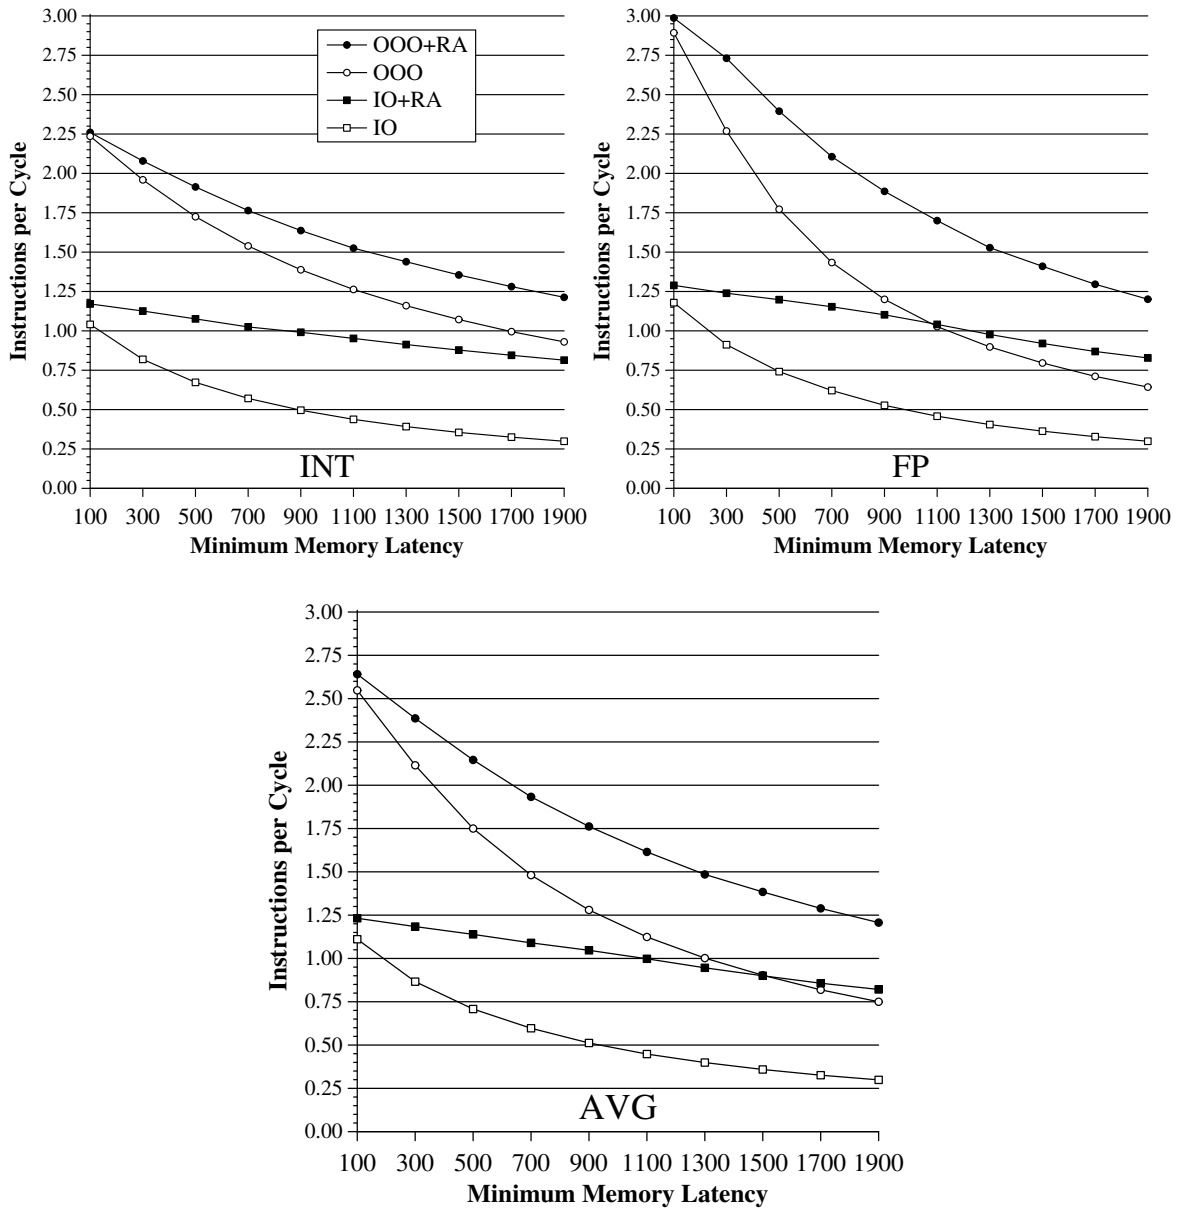 3.00
2.75
2.50
2.25
2.00
1.75
1.50
1.25
1.00
0.75
0.50
0.25
0.00
Instructions per Cycle
OOO+RA
OOO
IO+RA
IO
INT
100 300 500 700 900 1100 1300 1500 1700 1900
Minimum Memory Latency
3.00
2.75
2.50
2.25
2.00
1.75
1.50
1.25
1.00
0.75
0.50
0.25
0.00
Instructions per Cycle
FP
100 300 500 700 900 1100 1300 1500 1700 1900
Minimum Memory Latency
3.00
2.75
2.50
2.25
2.00
1.75
1.50
1.25
1.00
0.75
0.50
0.25
0.00
Instructions per Cycle
AVG
100 300 500 700 900 1100 1300 1500 1700 1900
Minimum Memory Latency